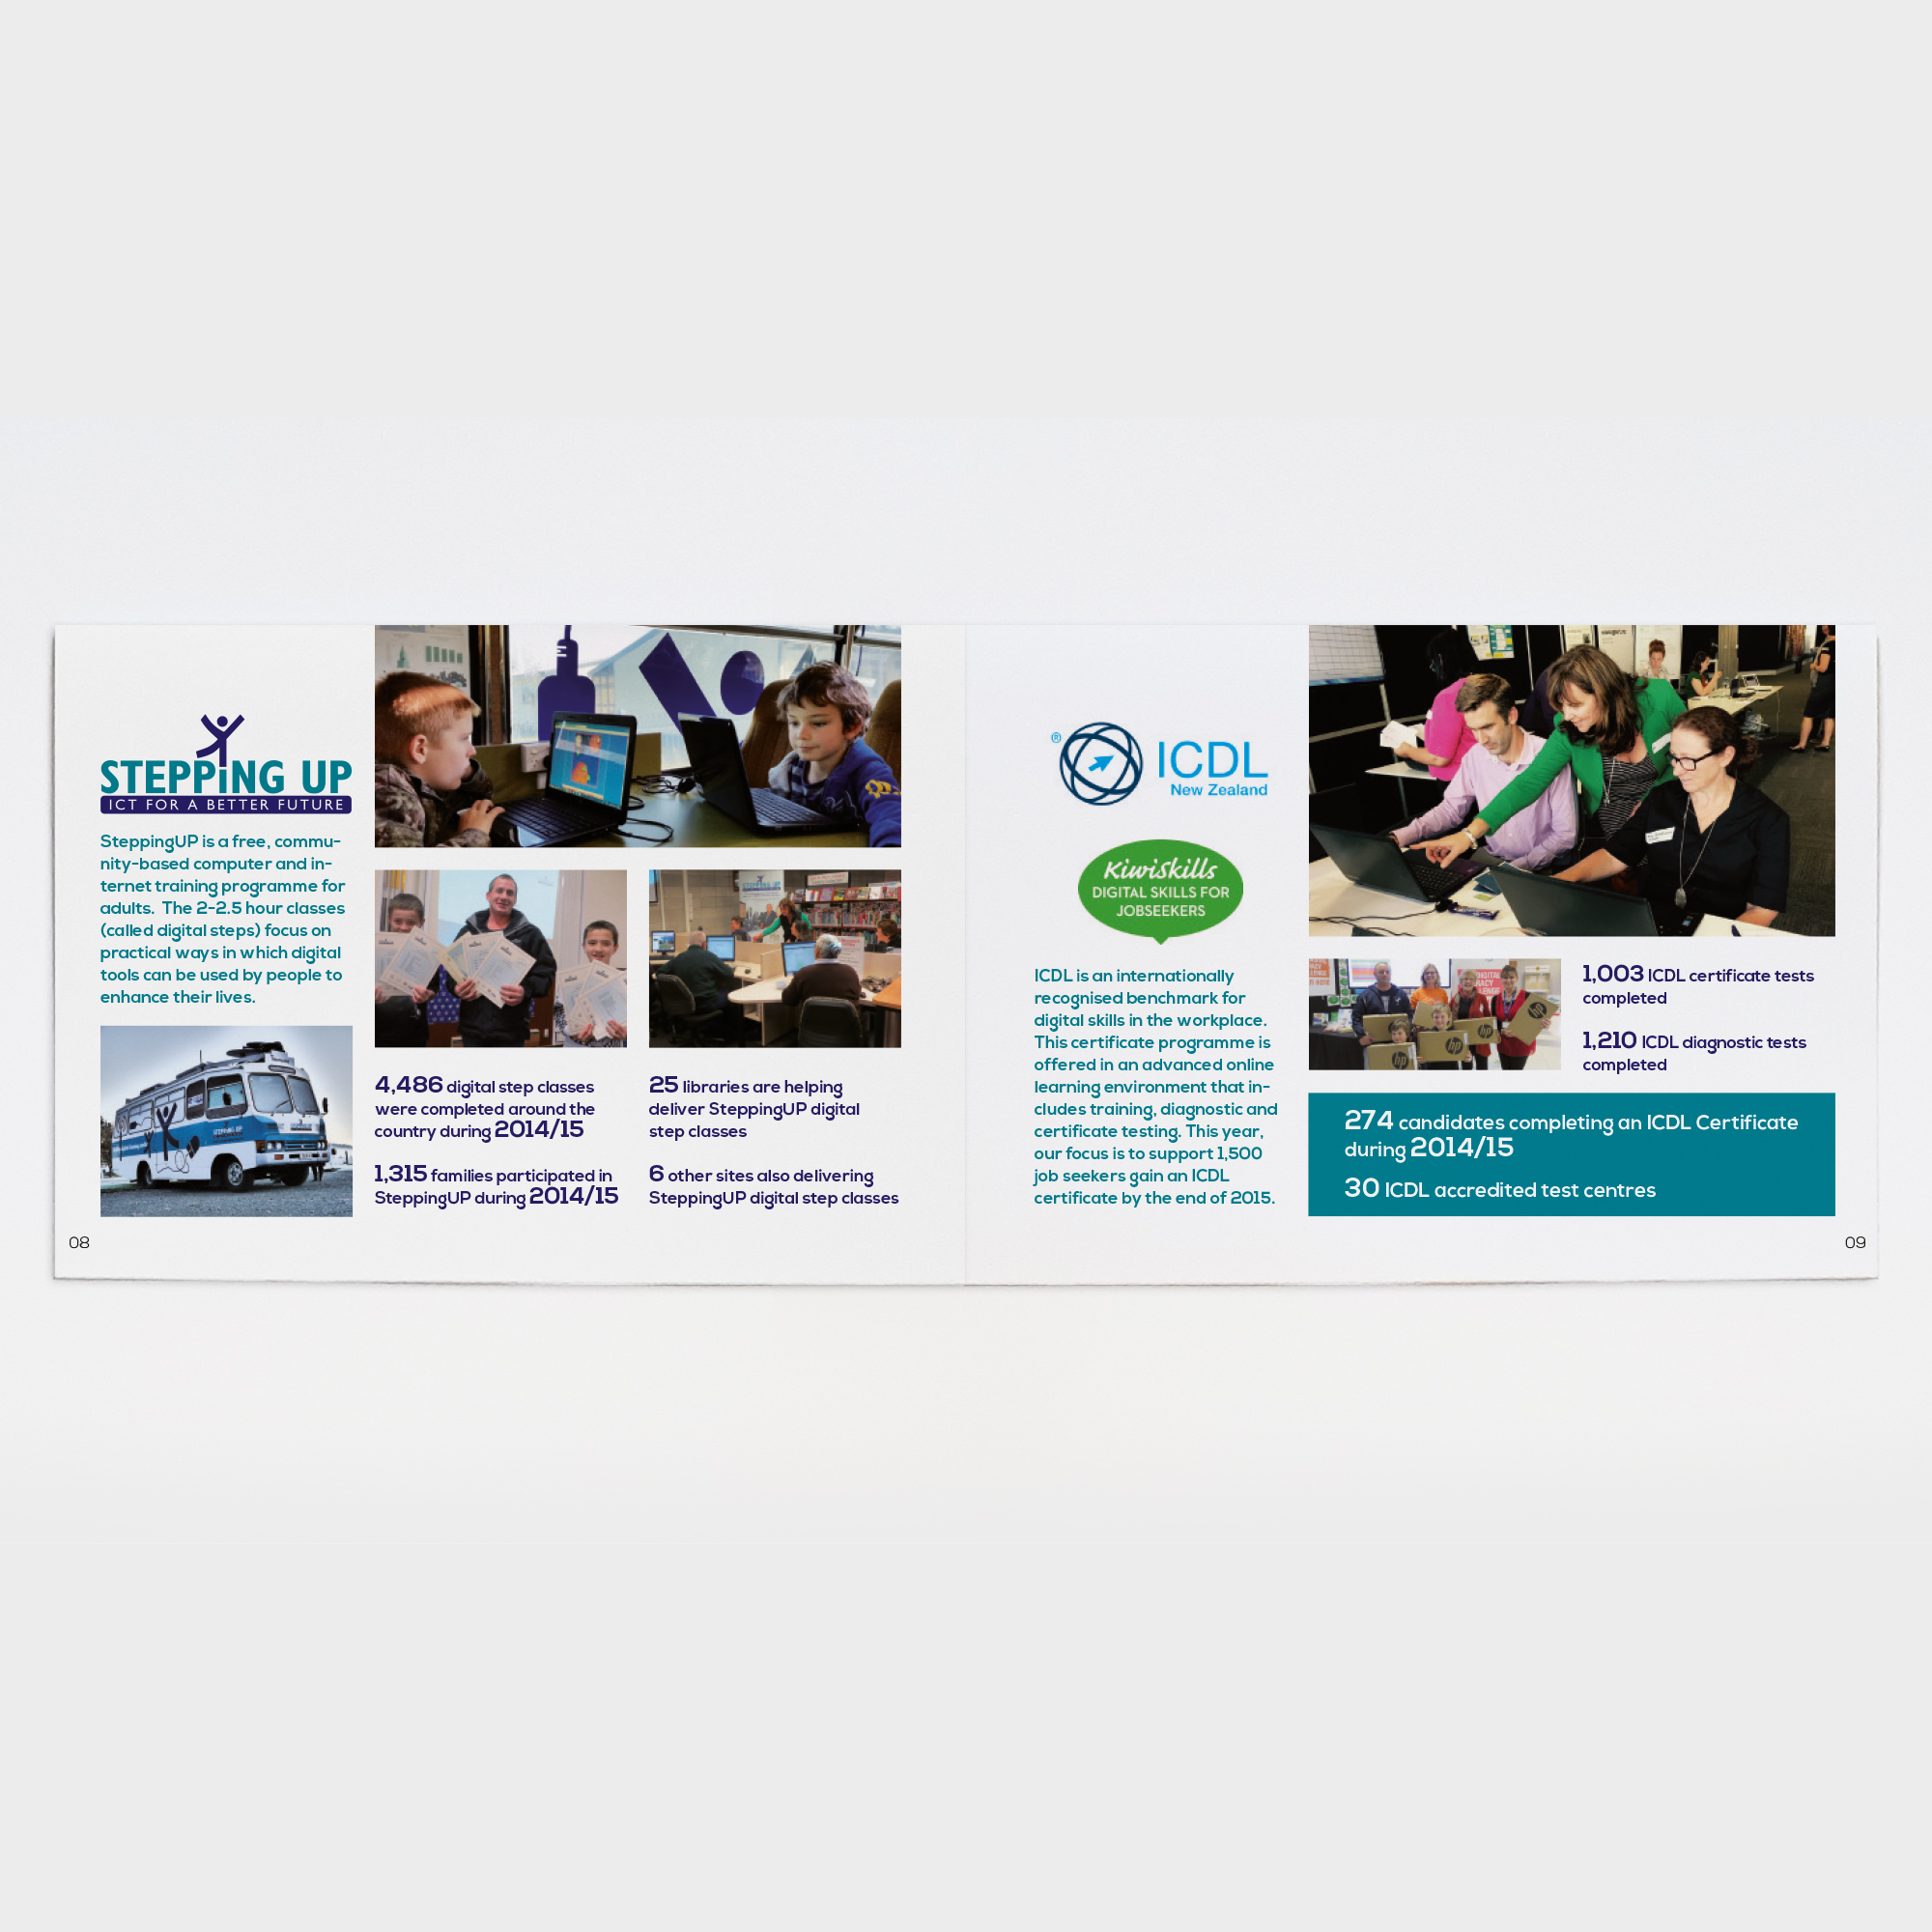 STEPPiNG UP
ICT FOR A BETTER FUTURE
SteppingUP is a free, commu-
nity-based computer and in-
ternet training programme for
adults. The 2-2.5 hour classes
(called digital steps) focus on
practical ways in which digital
tools can be used by people to
enhance their lives.
4,486 digital step classes
were completed around the
country during 2014/15
1,315 families participated in
SteppingUP during 2014/15
25 libraries are helping
deliver SteppingUP digital
step classes
6 other sites also delivering
SteppingUP digital step classes
08
® ICDL
New Zealand
KiwiSkills
DIGITAL SKILLS FOR
JOBSEEKERS
ICDL is an internationally
recognised benchmark for
digital skills in the workplace.
This certificate programme is
offered in an advanced online
learning environment that in-
cludes training, diagnostic and
certificate testing. This year,
our focus is to support 1,500
job seekers gain an ICDL
certificate by the end of 2015.
hp
hp
hp
hp
1,003 ICDL certificate tests
completed
1,210 ICDL diagnostic tests
completed
274 candidates completing an ICDL Certificate
during 2014/15
30 ICDL accredited test centres
09